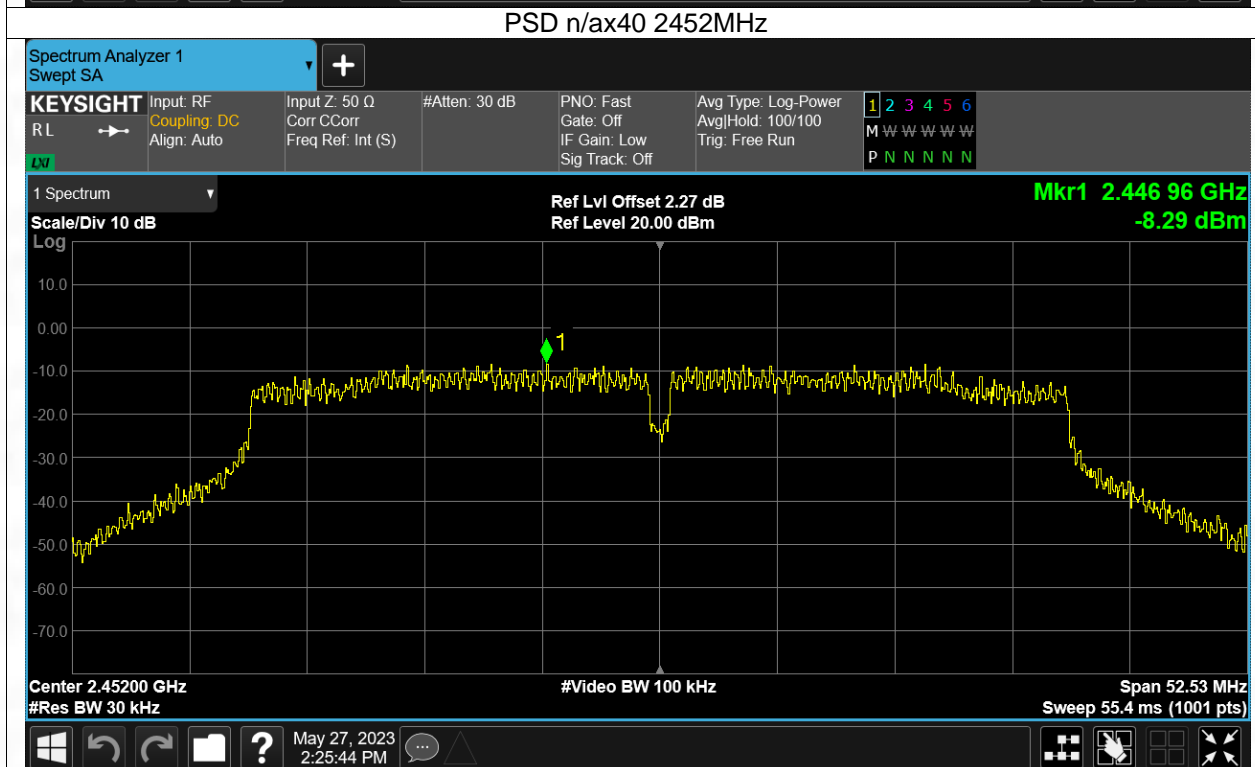 PSD n/ax40 2452MHz
Spectrum Analyzer 1
Swept SA
KEYSIGHT
RL
LXI
Input: RF
Coupling: DC
Align: Auto
Input Z: 50 Ω
Corr CCorr
Freq Ref: Int (S)
#Atten: 30 dB
PNO: Fast
Gate: Off
IF Gain: Low
Sig Track: Off
Avg Type: Log-Power
Avg|Hold: 100/100
Trig: Free Run
1 2 3 4 5 6
M W W W W W
P N N N N N
1 Spectrum
Scale/Div 10 dB
Log
Ref Lvl Offset 2.27 dB
Ref Level 20.00 dBm
Mkr1 2.446 96 GHz
-8.29 dBm
10.0
0.00
-10.0
-20.0
-30.0
-40.0
-50.0
-60.0
-70.0
1
Center 2.45200 GHz
#Res BW 30 kHz
#Video BW 100 kHz
Span 52.53 MHz
Sweep 55.4 ms (1001 pts)
?
May 27, 2023
2:25:44 PM